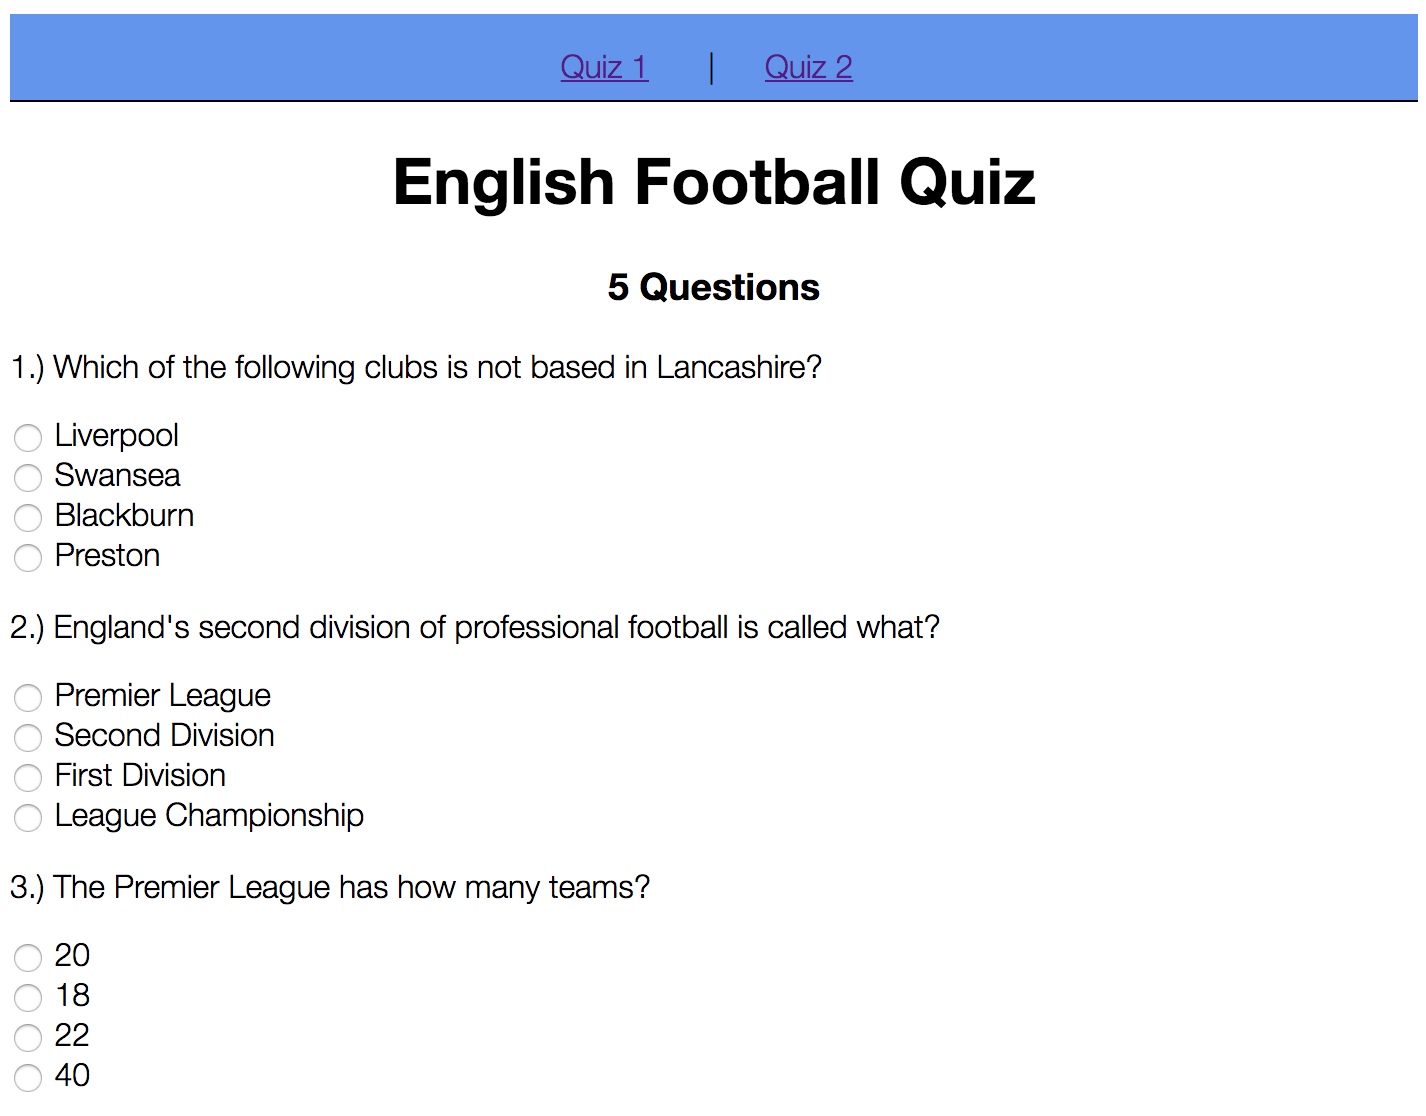 Quiz 1 | Quiz 2
English Football Quiz
5 Questions
1.) Which of the following clubs is not based in Lancashire?
Liverpool
Swansea
Blackburn
Preston
2.) England's second division of professional football is called what?
Premier League
Second Division
First Division
League Championship
3.) The Premier League has how many teams?
20
18
22
40